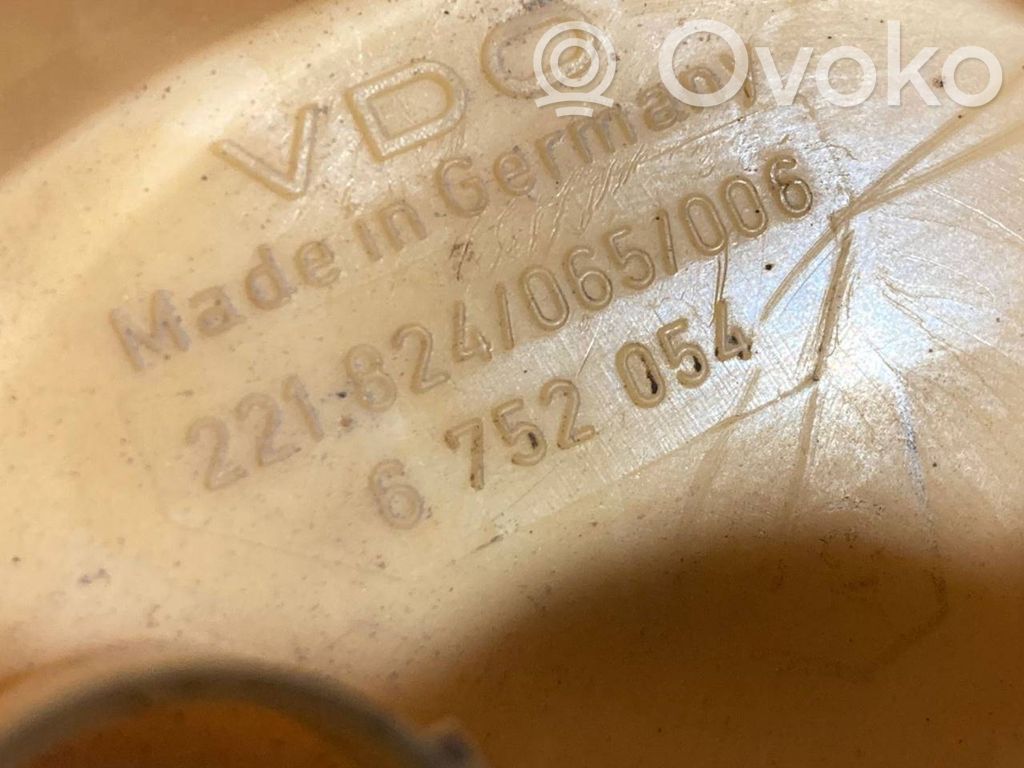 VDO
Ovoko
Made in Germany
221.824/065/006
6 752 054